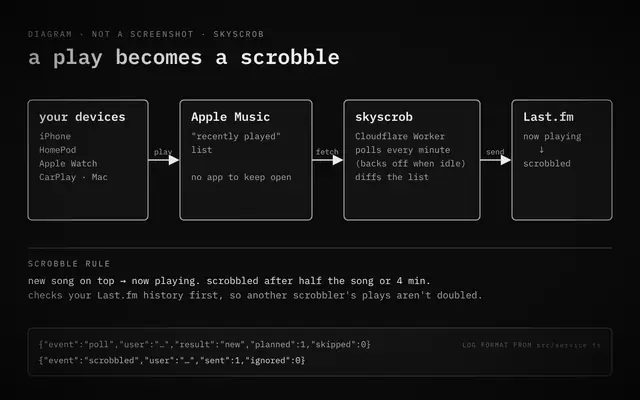 DIAGRAM · NOT A SCREENSHOT · SKYSCROB
a play becomes a scrobble
your devices
iPhone
HomePod
Apple Watch
CarPlay · Mac
play
Apple Music
"recently played"
list
no app to keep open
fetch
skyscrob
Cloudflare Worker
polls every minute
(backs off when idle)
diffs the list
send
Last.fm
now playing
↓
scrobbled
SCROBBLE RULE
new song on top → now playing. scrobbled after half the song or 4 min.
checks your Last.fm history first, so another scrobbler's plays aren't doubled.
{"event":"poll","user":"…","result":"new","planned":1,"skipped":0}
LOG FORMAT FROM src/service.ts
{"event":"scrobbled","user":"…","sent":1,"ignored":0}